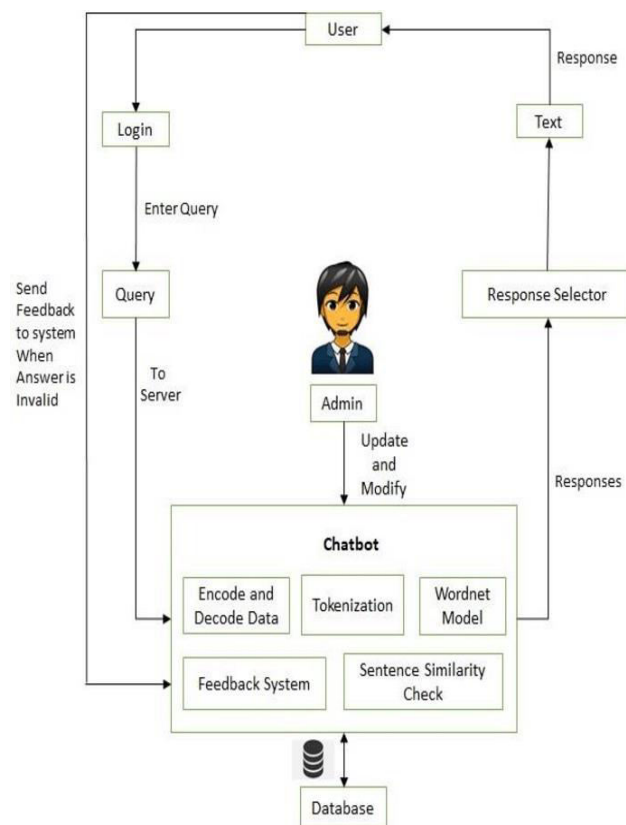 User
Response
Login
Text
Enter Query
Send
Feedback
to system
When
Answer is
Invalid
Query
Response Selector
To
Server
Admin
Update
and
Modify
Responses
Chatbot
Encode and
Decode Data
Tokenization
Wordnet
Model
Feedback System
Sentence Similarity
Check
Database